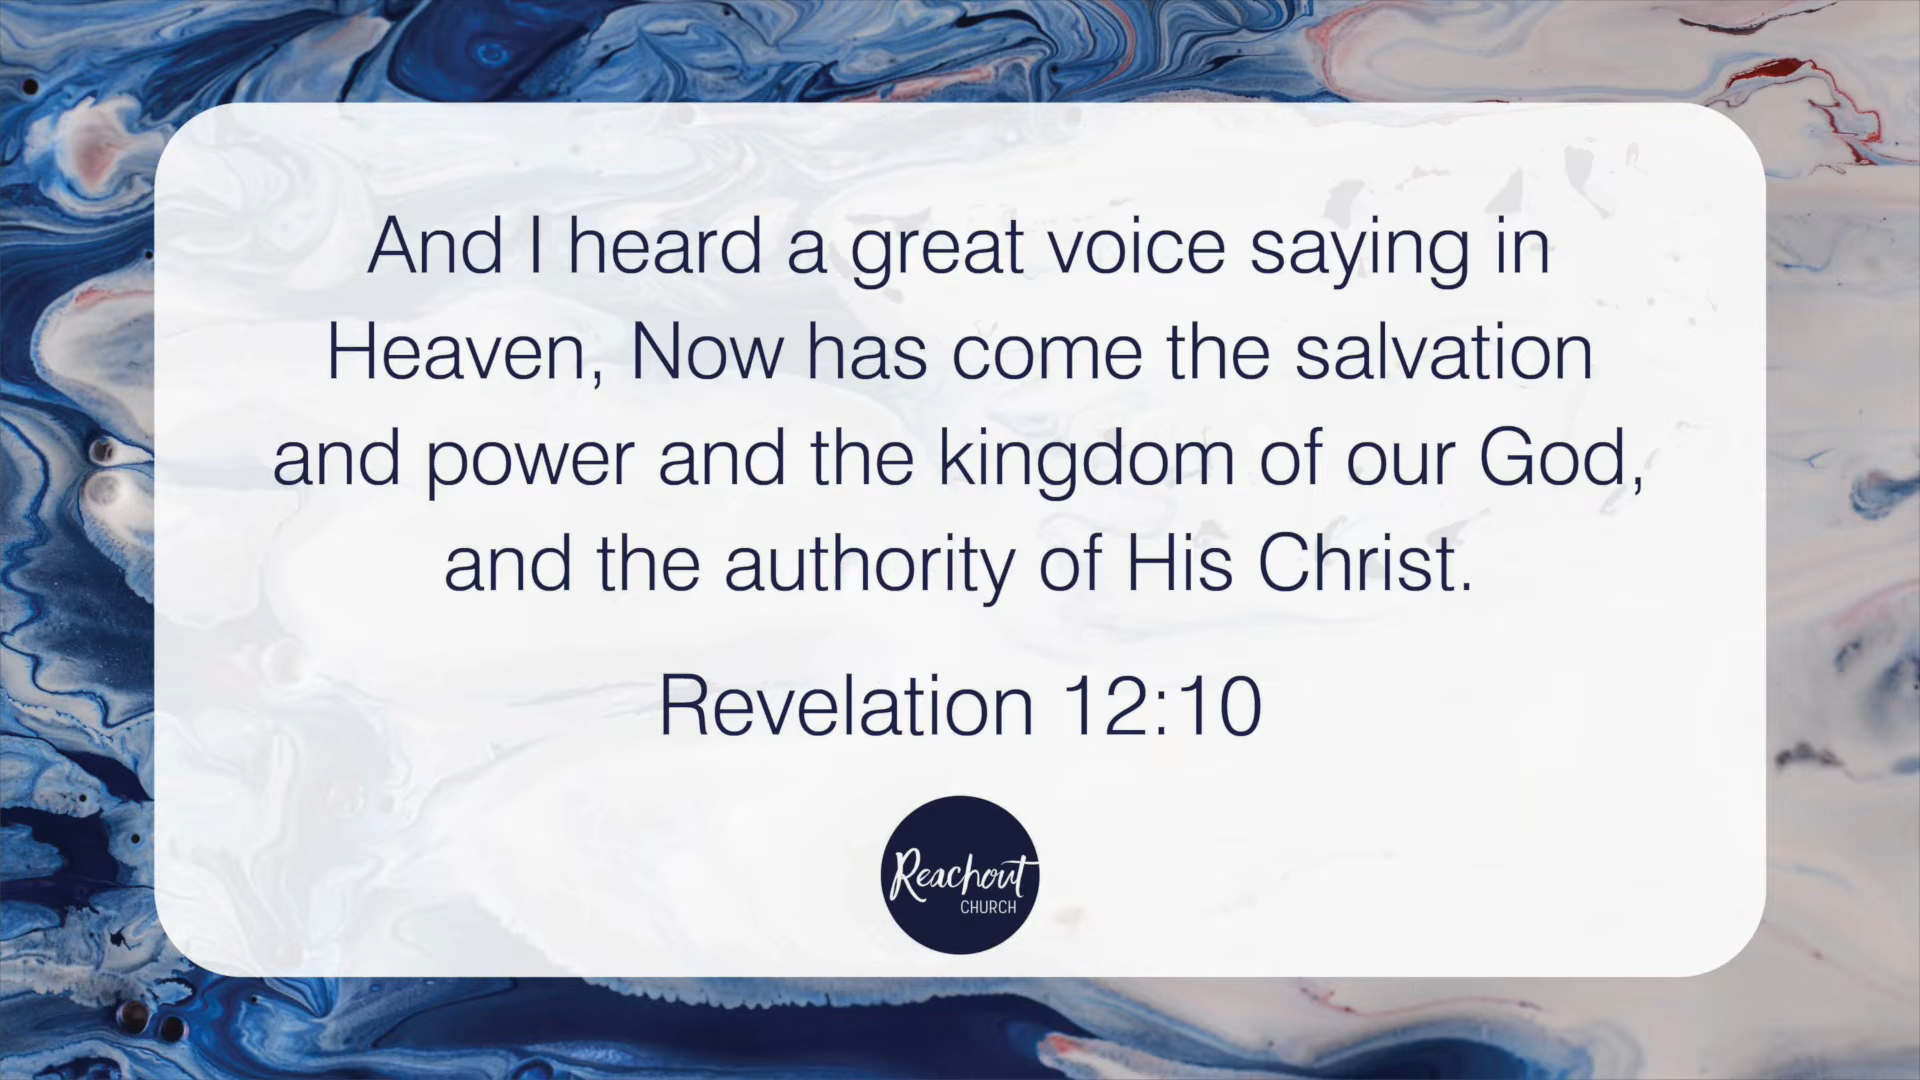 And I heard a great voice saying in
Heaven, Now has come the salvation
and power and the kingdom of our God,
and the authority of His Christ.
Revelation 12:10
Reachout
CHURCH